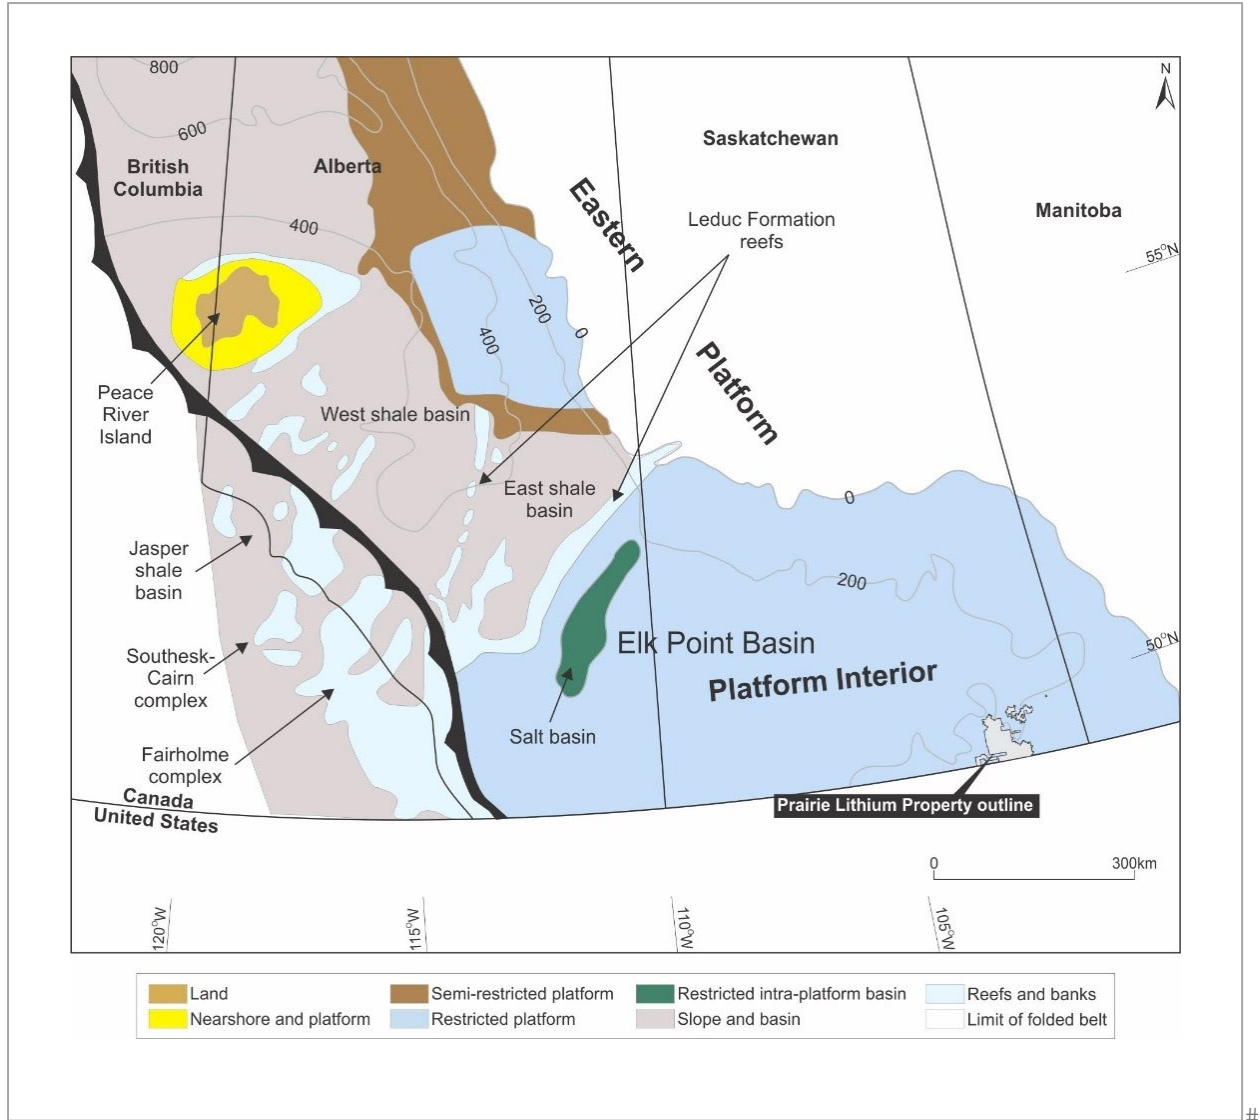 800
N
600
Saskatchewan
British
Columbia
Alberta
Eastern
Manitoba
Leduc Formation
reefs
400
55°N
200
0
400
Platform
Peace
River
Island
West shale basin
East shale
basin
0
Jasper
shale
basin
200
Elk Point Basin
50°N
Southesk-
Cairn
complex
Platform Interior
Salt basin
Fairholme
complex
Canada
United States
Prairie Lithium Property outline
0 300km
120°W
115°W
110°W
105°W
Land
Semi-restricted platform
Restricted intra-platform basin
Reefs and banks
Nearshore and platform
Restricted platform
Slope and basin
Limit of folded belt
#